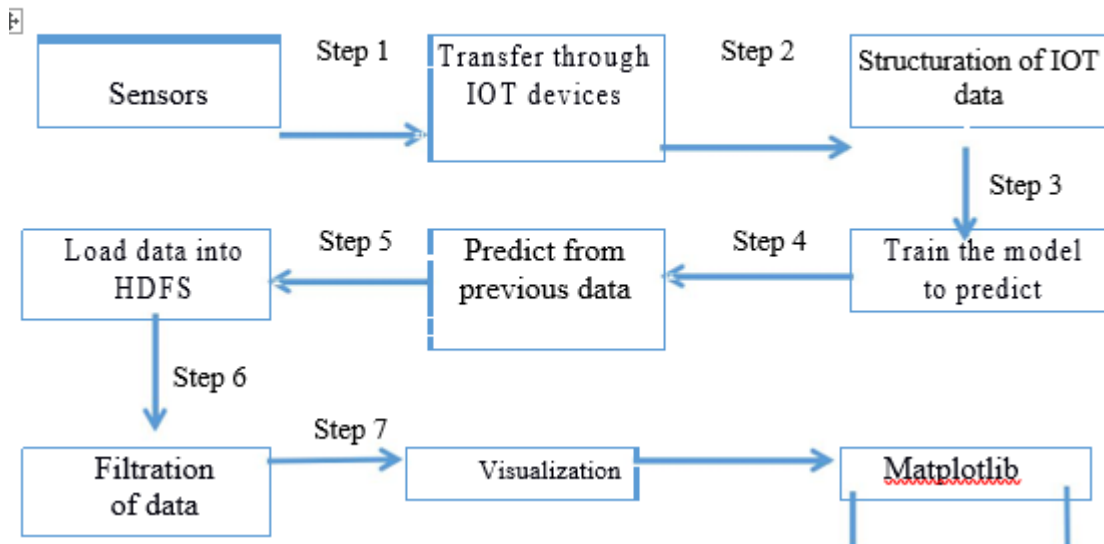 Sensors
Step 1
Transfer through
IOT devices
Step 2
Structuration of IOT
data
Step 3
Train the model
to predict
Step 4
Predict from
previous data
Step 5
Load data into
HDFS
Step 6
Filtration
of data
Step 7
Visualization
Matplotlib